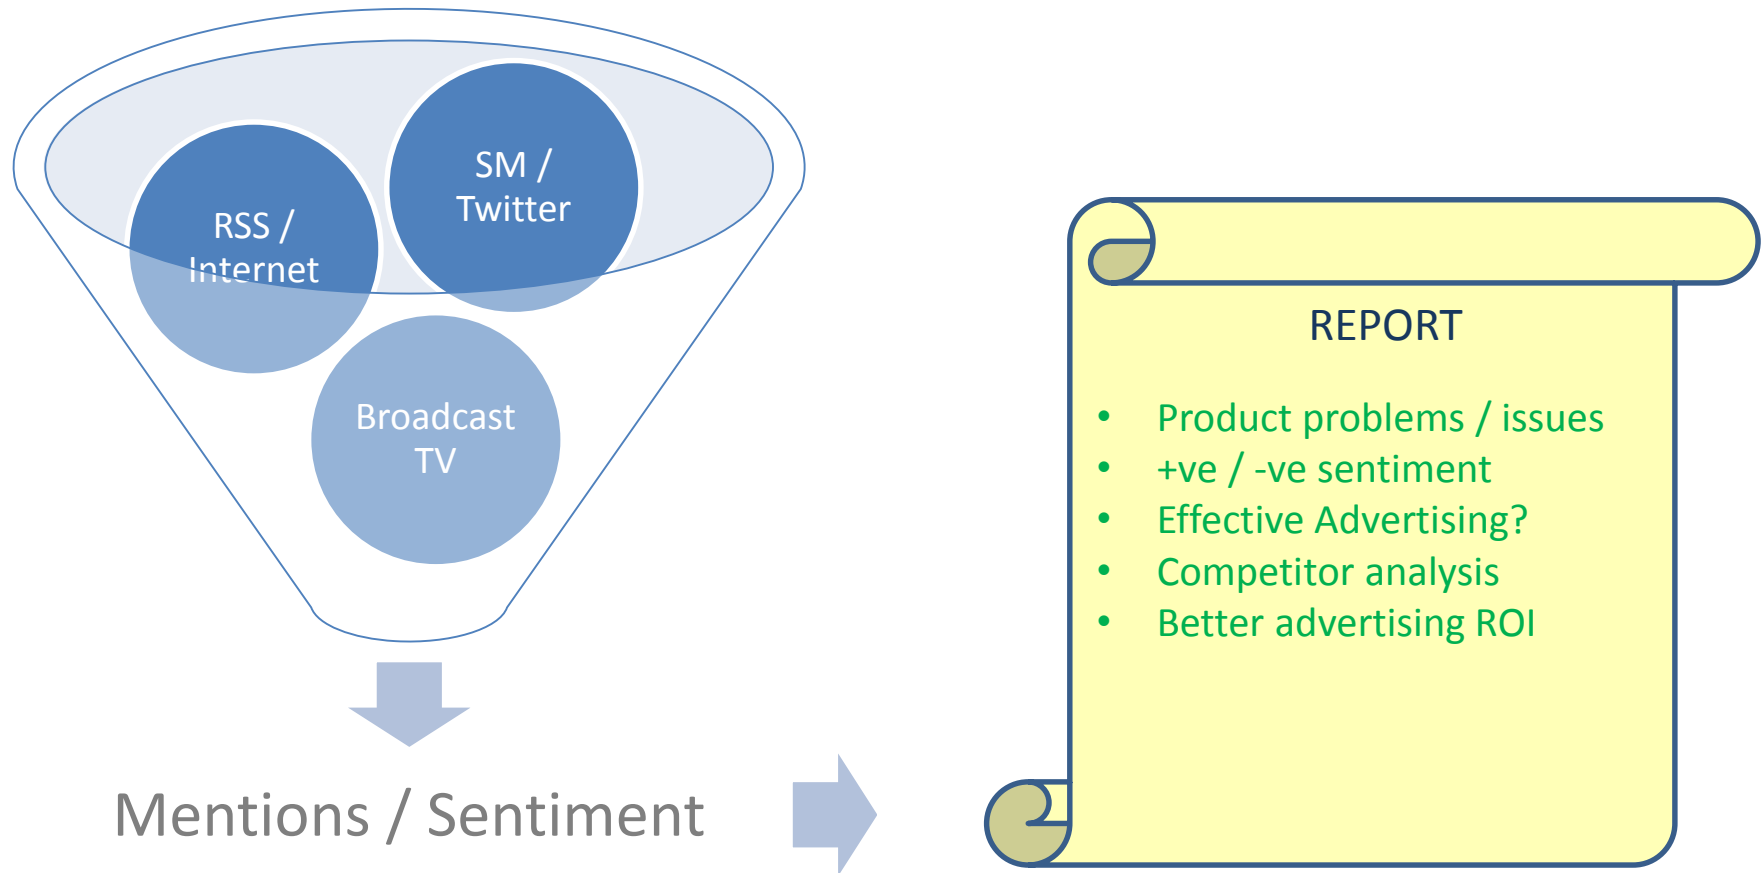 SM /
Twitter
RSS /
Internet
Broadcast
TV
Mentions / Sentiment
REPORT
• Product problems / issues
• +ve / -ve sentiment
• Effective Advertising?
• Competitor analysis
• Better advertising ROI